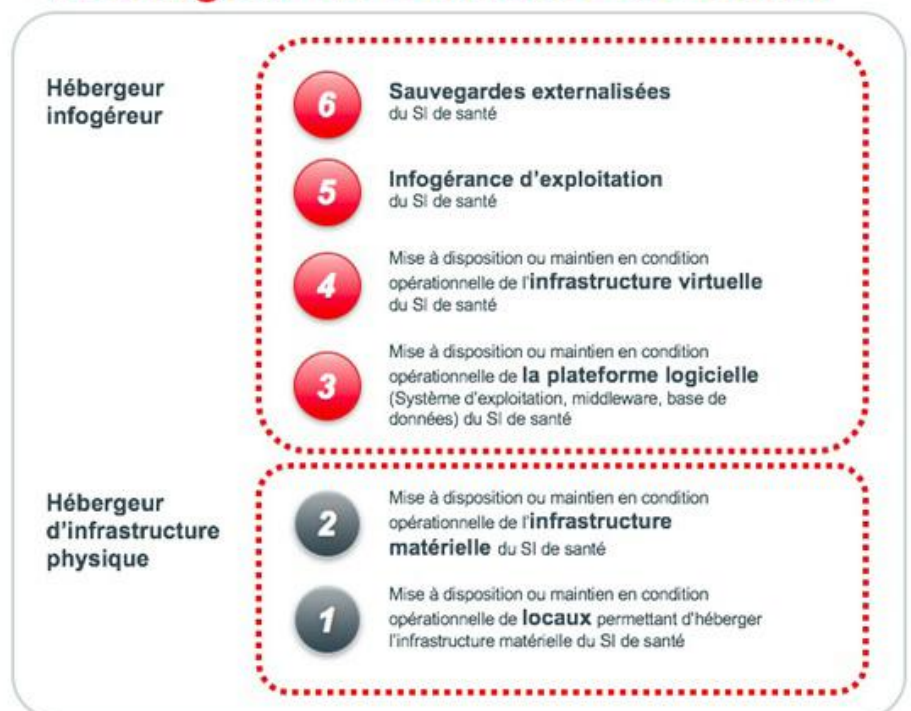 Hébergeur
infogéreur
6
Sauvegardes externalisées
du SI de santé
5
Infogérance d'exploitation
du SI de santé
4
Mise à disposition ou maintien en condition
opérationnelle de l'infrastructure virtuelle
du SI de santé
3
Mise à disposition ou maintien en condition
opérationnelle de la plateforme logicielle
(Système d'exploitation, middleware, base de
données) du SI de santé
Hébergeur
d'infrastructure
physique
2
Mise à disposition ou maintien en condition
opérationnelle de l'infrastructure
matérielle du SI de santé
1
Mise à disposition ou maintien en condition
opérationnelle de locaux permettant d'héberger
l'infrastructure matérielle du SI de santé